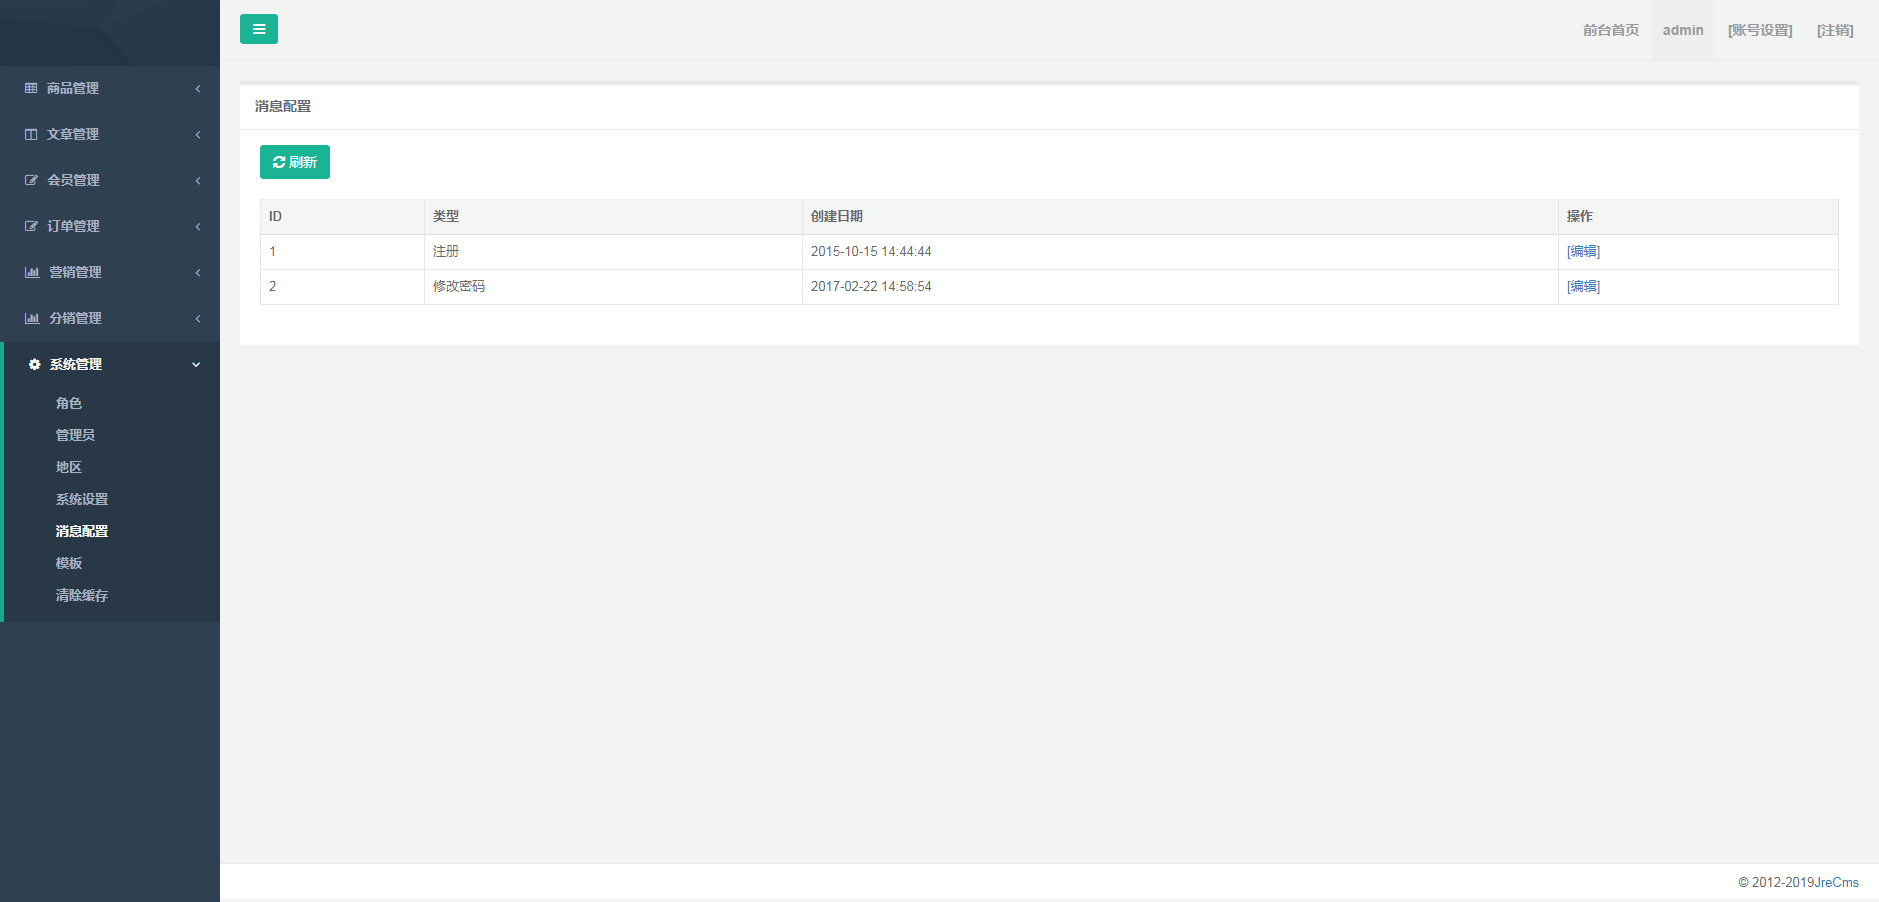 前台首页 admin [账号设置] [注销]
商品管理
文章管理
会员管理
订单管理
营销管理
分销管理
系统管理
角色
管理员
地区
系统设置
消息配置
模板
清除缓存
消息配置
刷新
ID 类型 创建日期 操作
1 注册 2015-10-15 14:44:44 [编辑]
2 修改密码 2017-02-22 14:58:54 [编辑]
© 2012-2019JreCms